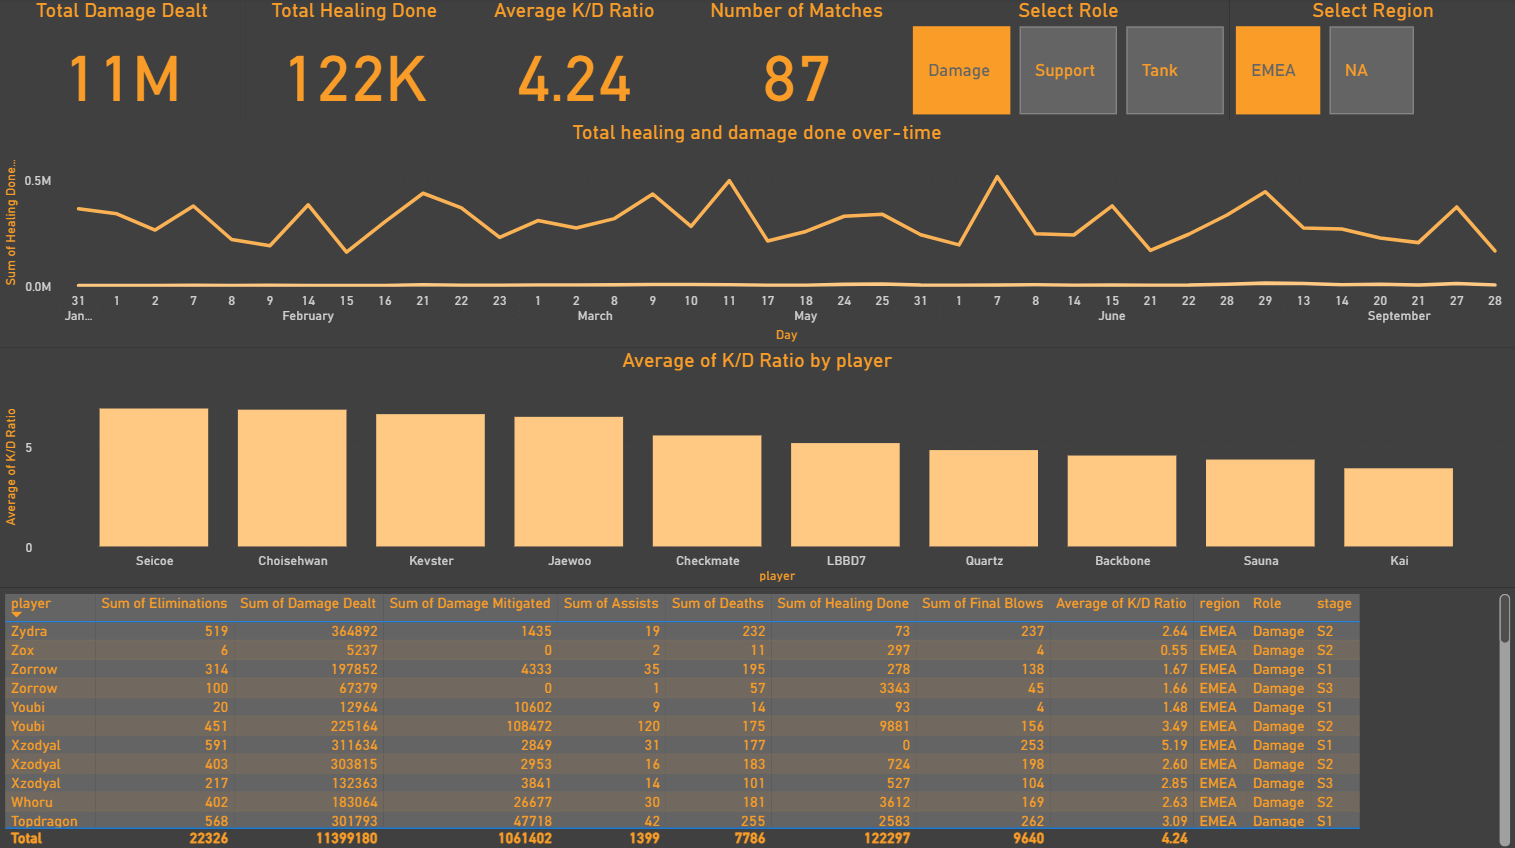 Total Damage Dealt
11M
Total Healing Done
122K
Average K/D Ratio
4.24
Number of Matches
87
Select Role
Damage Support Tank
Select Region
EMEA NA
Total healing and damage done over-time
Sum of Healing Done...
0.5M
0.0M
31 1 2 7 8 9 14 15 16 21 22 23 1 2 8 9 10 11 17 18 24 25 31 1 7 8 14 15 21 22 28 29 13 14 20 21 27 28
Jan... February March May June September
Day
Average of K/D Ratio by player
Average of K/D Ratio
5
0
Seicoe Choisehwan Kevster Jaewoo Checkmate LBBD7 Quartz Backbone Sauna Kai
player
player Sum of Eliminations Sum of Damage Dealt Sum of Damage Mitigated Sum of Assists Sum of Deaths Sum of Healing Done Sum of Final Blows Average of K/D Ratio region Role stage
Zydra 519 364892 1435 19 232 73 237 2.64 EMEA Damage S2
Zox 6 5237 0 2 11 297 4 0.55 EMEA Damage S2
Zorrow 314 197852 4333 35 195 278 138 1.67 EMEA Damage S1
Zorrow 100 67379 0 1 57 3343 45 1.66 EMEA Damage S3
Youbi 20 12964 10602 9 14 93 4 1.48 EMEA Damage S1
Youbi 451 225164 108472 120 175 9881 156 3.49 EMEA Damage S2
Xzodyal 591 311634 2849 31 177 0 253 5.19 EMEA Damage S1
Xzodyal 403 303815 2953 16 183 724 198 2.60 EMEA Damage S2
Xzodyal 217 132363 3841 14 101 527 104 2.85 EMEA Damage S3
Whoru 402 183064 26677 30 181 3612 169 2.63 EMEA Damage S2
Topdragon 568 301793 47718 42 255 2583 262 3.09 EMEA Damage S1
Total 22326 11399180 1061402 1399 7786 122297 9640 4.24